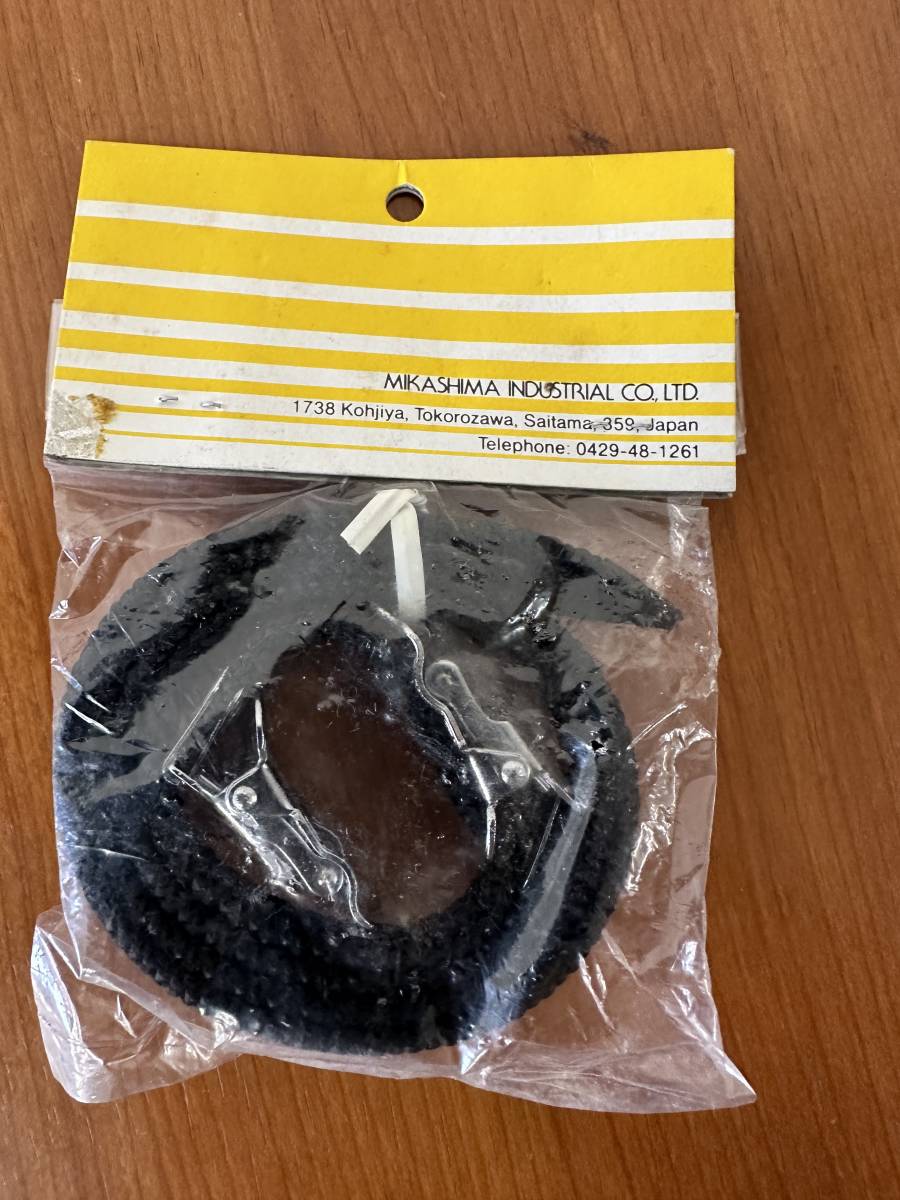 MIKASHIMA INDUSTRIAL CO., LTD.
1738 Kohjiya, Tokorozawa, Saitama, 359, Japan
Telephone: 0429-48-1261